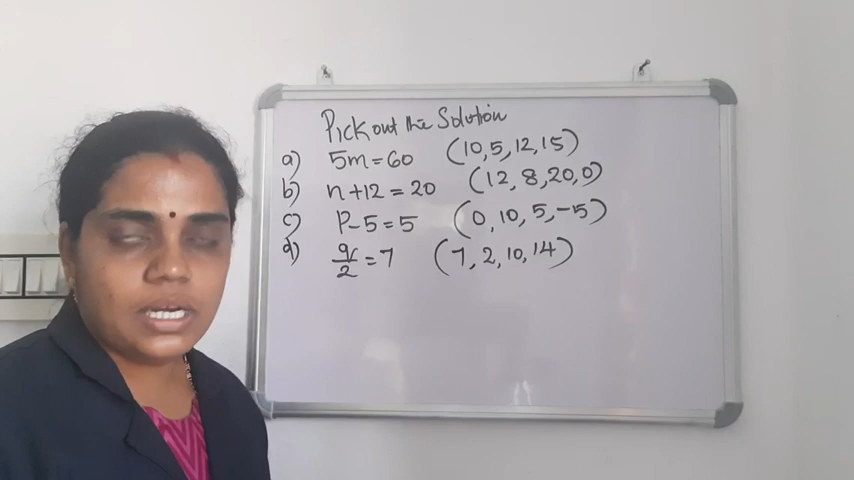 Pick out the Solution
a) 5m = 60 (10, 5, 12, 15)
b) n + 12 = 20 (12, 8, 20, 0)
c) P - 5 = 5 (0, 10, 5, -5)
d) q/2 = 7 (7, 2, 10, 14)